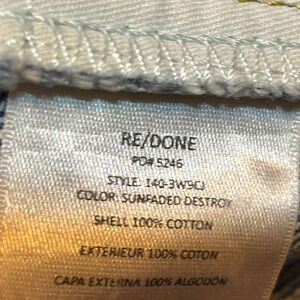 RE/DONE
PO# 5246
STYLE: 140-3W9CJ
COLOR: SUNFADED DESTROY
SHELL 100% COTTON
EXTERIEUR 100% COTON
CAPA EXTERNA 100% ALGODÓN